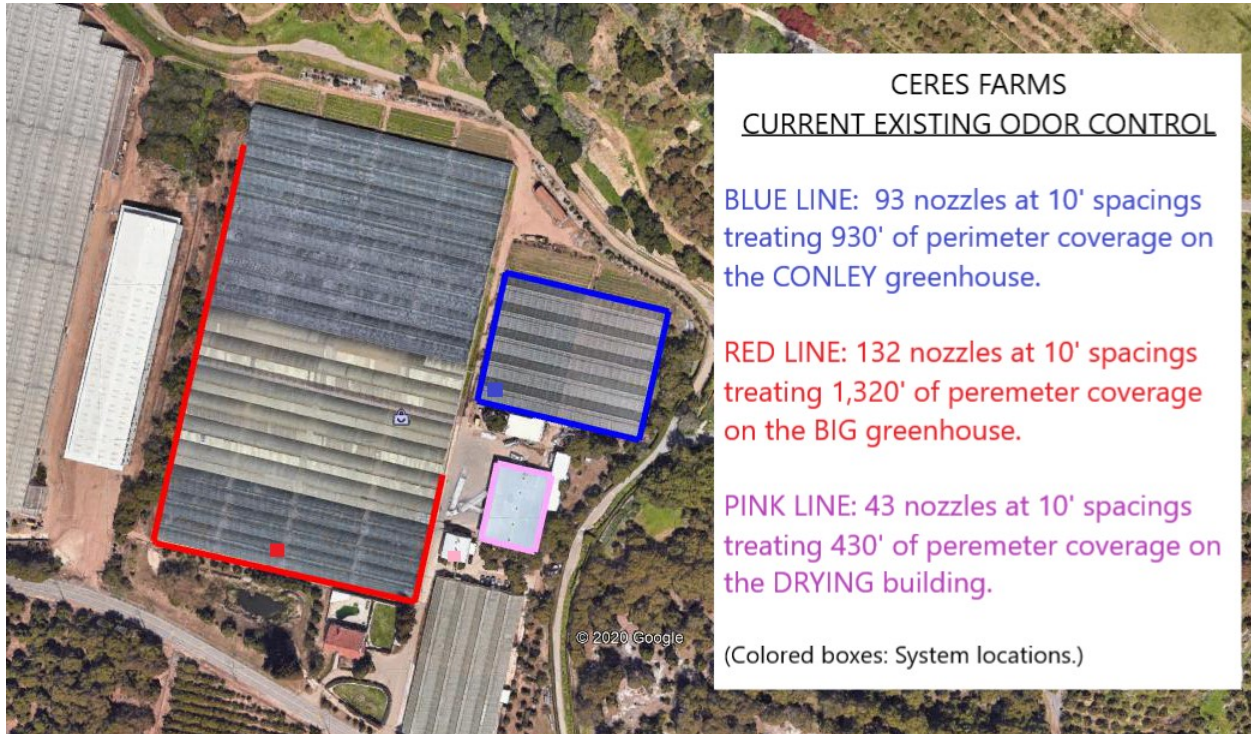 CERES FARMS
CURRENT EXISTING ODOR CONTROL
BLUE LINE: 93 nozzles at 10' spacings
treating 930' of perimeter coverage on
the CONLEY greenhouse.
RED LINE: 132 nozzles at 10' spacings
treating 1,320' of peremeter coverage
on the BIG greenhouse.
PINK LINE: 43 nozzles at 10' spacings
treating 430' of peremeter coverage on
the DRYING building.
(Colored boxes: System locations.)
© 2020 Google